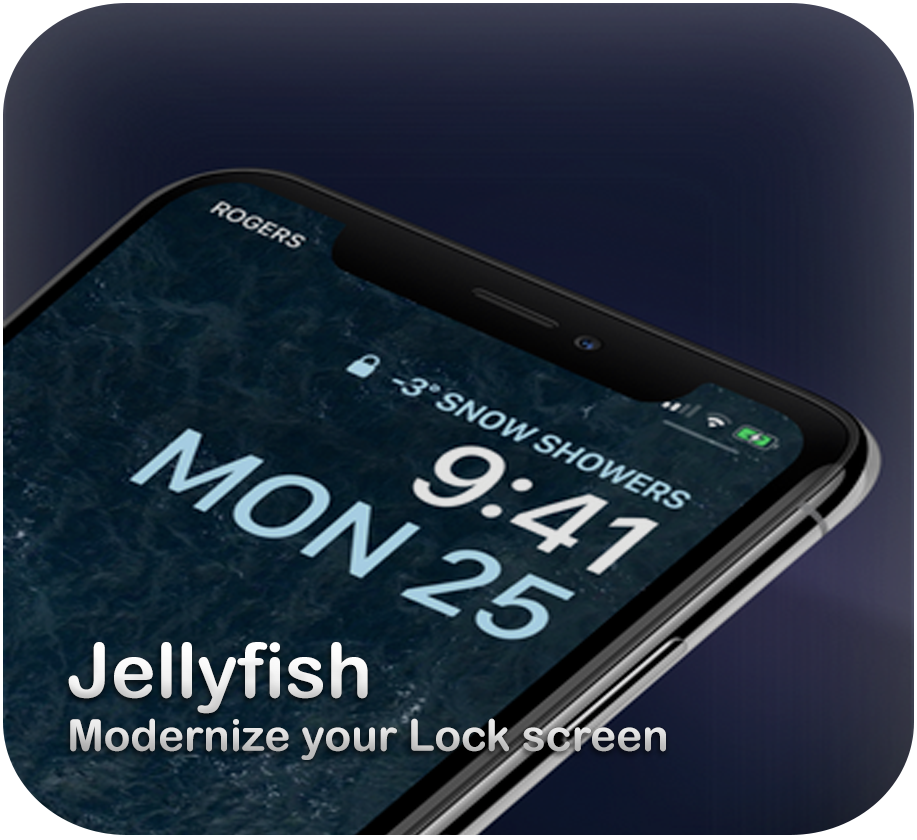 ROGERS
-3° SNOW SHOWERS
9:41
MON 25
Jellyfish
Modernize your Lock screen